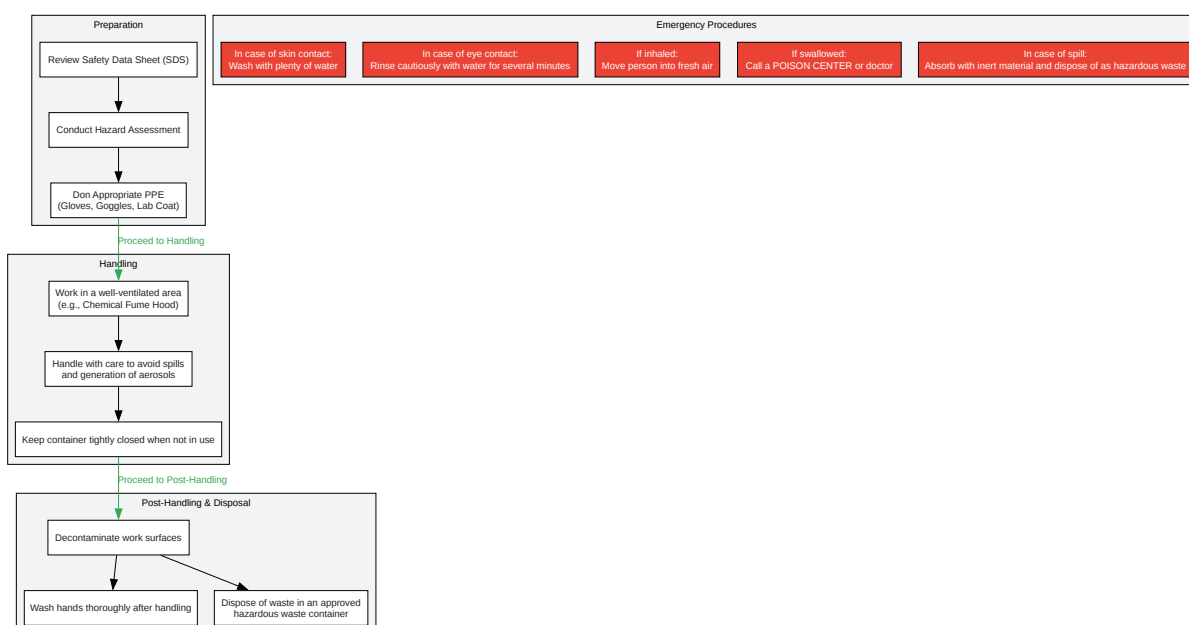 Preparation
Review Safety Data Sheet (SDS)
Conduct Hazard Assessment
Don Appropriate PPE
(Gloves, Goggles, Lab Coat)
Proceed to Handling
Emergency Procedures
In case of skin contact:
Wash with plenty of water
In case of eye contact:
Rinse cautiously with water for several minutes
If inhaled:
Move person into fresh air
If swallowed:
Call a POISON CENTER or doctor
In case of spill:
Absorb with inert material and dispose of as hazardous waste
Handling
Work in a well-ventilated area
(e.g., Chemical Fume Hood)
Handle with care to avoid spills
and generation of aerosols
Keep container tightly closed when not in use
Proceed to Post-Handling
Post-Handling & Disposal
Decontaminate work surfaces
Wash hands thoroughly after handling
Dispose of waste in an approved
hazardous waste container